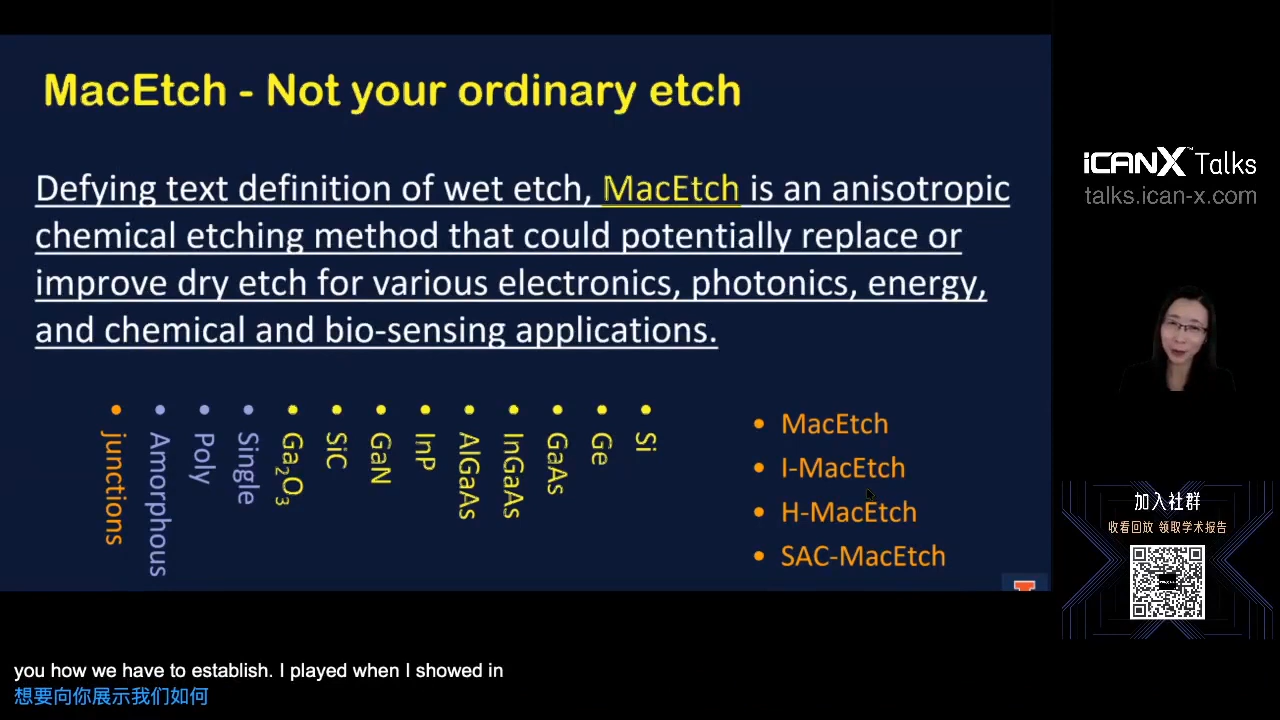 MacEtch - Not your ordinary etch
Defying text definition of wet etch, MacEtch is an anisotropic
chemical etching method that could potentially replace or
improve dry etch for various electronics, photonics, energy,
and chemical and bio-sensing applications.
• Si
• Ge
• GaAs
• InGaAs
• AlGaAs
• InP
• GaN
• SiC
• Ga₂O₃
• Single
• Poly
• Amorphous
• junctions
• MacEtch
• I-MacEtch
• H-MacEtch
• SAC-MacEtch
iCANX™ Talks
talks.ican-x.com
加入社群
收看回放 领取学术报告
you how we have to establish. I played when I showed in
想要向你展示我们如何